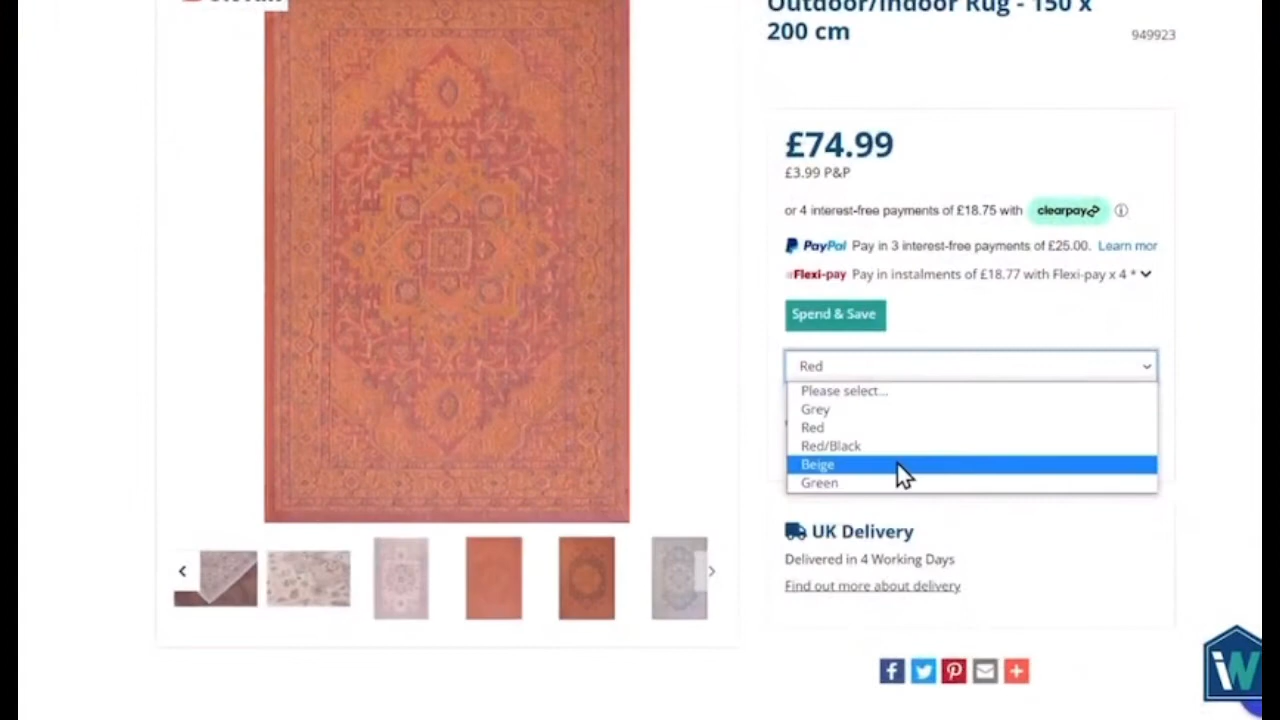 Outdoor/Indoor Rug - 150 x
200 cm
949923
£74.99
£3.99 P&P
or 4 interest-free payments of £18.75 with clearpay
PayPal Pay in 3 interest-free payments of £25.00. Learn mor
Flexi-pay Pay in instalments of £18.77 with Flexi-pay x 4 *
Spend & Save
Red
Please select...
Grey
Red
Red/Black
Beige
Green
UK Delivery
Delivered in 4 Working Days
Find out more about delivery
iW